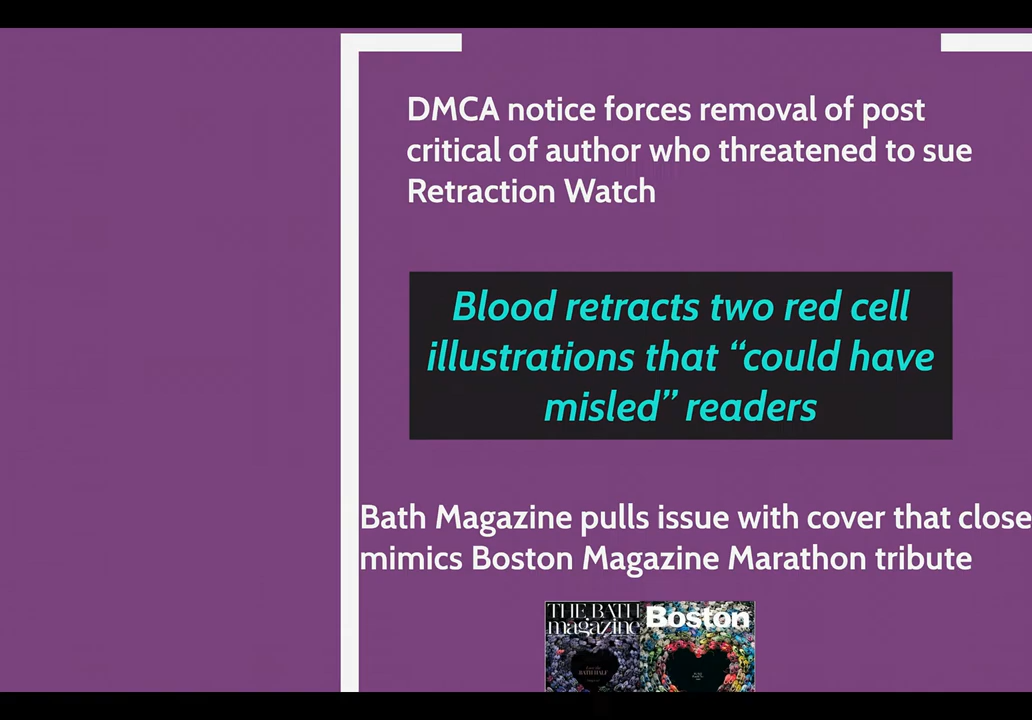 DMCA notice forces removal of post
critical of author who threatened to sue
Retraction Watch
Blood retracts two red cell
illustrations that “could have
misled” readers
Bath Magazine pulls issue with cover that close
mimics Boston Magazine Marathon tribute
THE BATH
magazine
Boston